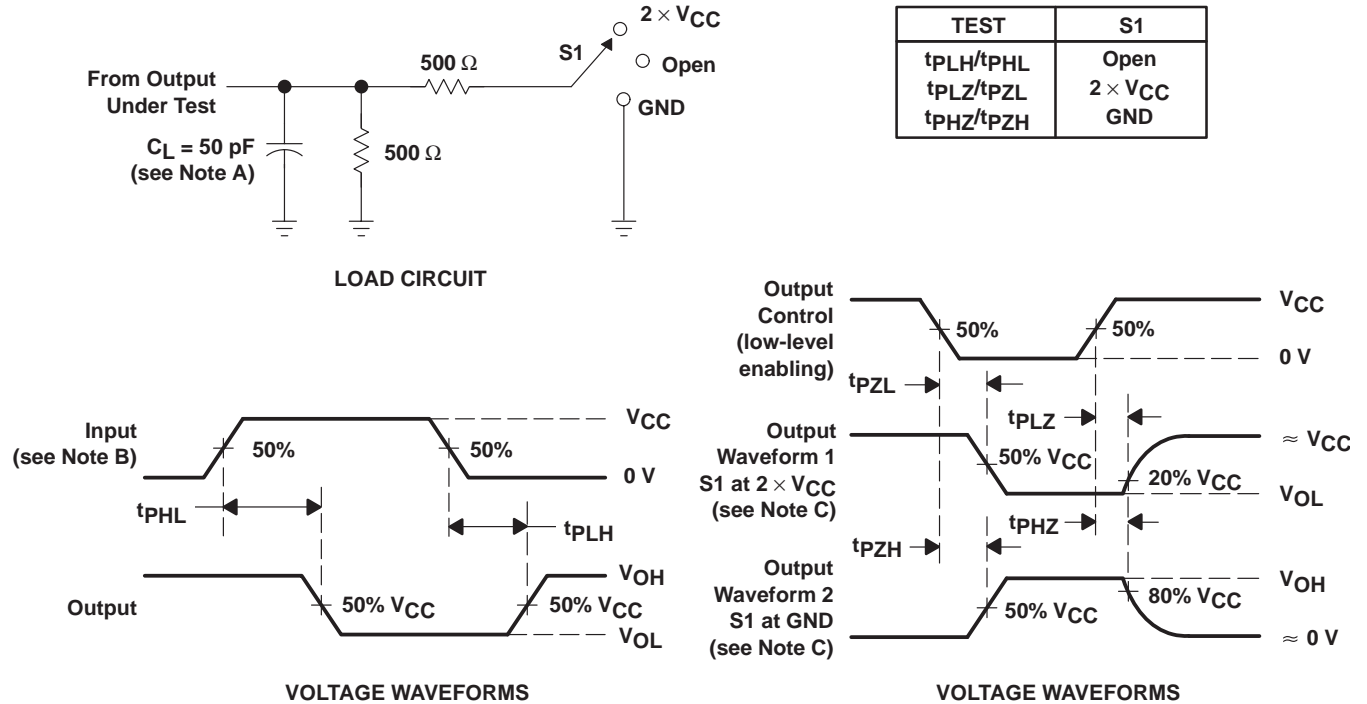 2 × VCC
S1
Open
GND
500 Ω
From Output
Under Test
CL = 50 pF
(see Note A)
500 Ω
LOAD CIRCUIT
TEST S1
tPLH/tPHL Open
tPLZ/tPZL 2 × VCC
tPHZ/tPZH GND
Input
(see Note B)
50%
50%
VCC
0 V
tPHL
tPLH
Output
50% VCC
50% VCC
VOH
VOL
VOLTAGE WAVEFORMS
Output
Control
(low-level
enabling)
50%
50%
VCC
0 V
tPZL
tPLZ
Output
Waveform 1
S1 at 2 × VCC
(see Note C)
50% VCC
20% VCC
≈ VCC
VOL
tPZH
tPHZ
Output
Waveform 2
S1 at GND
(see Note C)
50% VCC
80% VCC
VOH
≈ 0 V
VOLTAGE WAVEFORMS